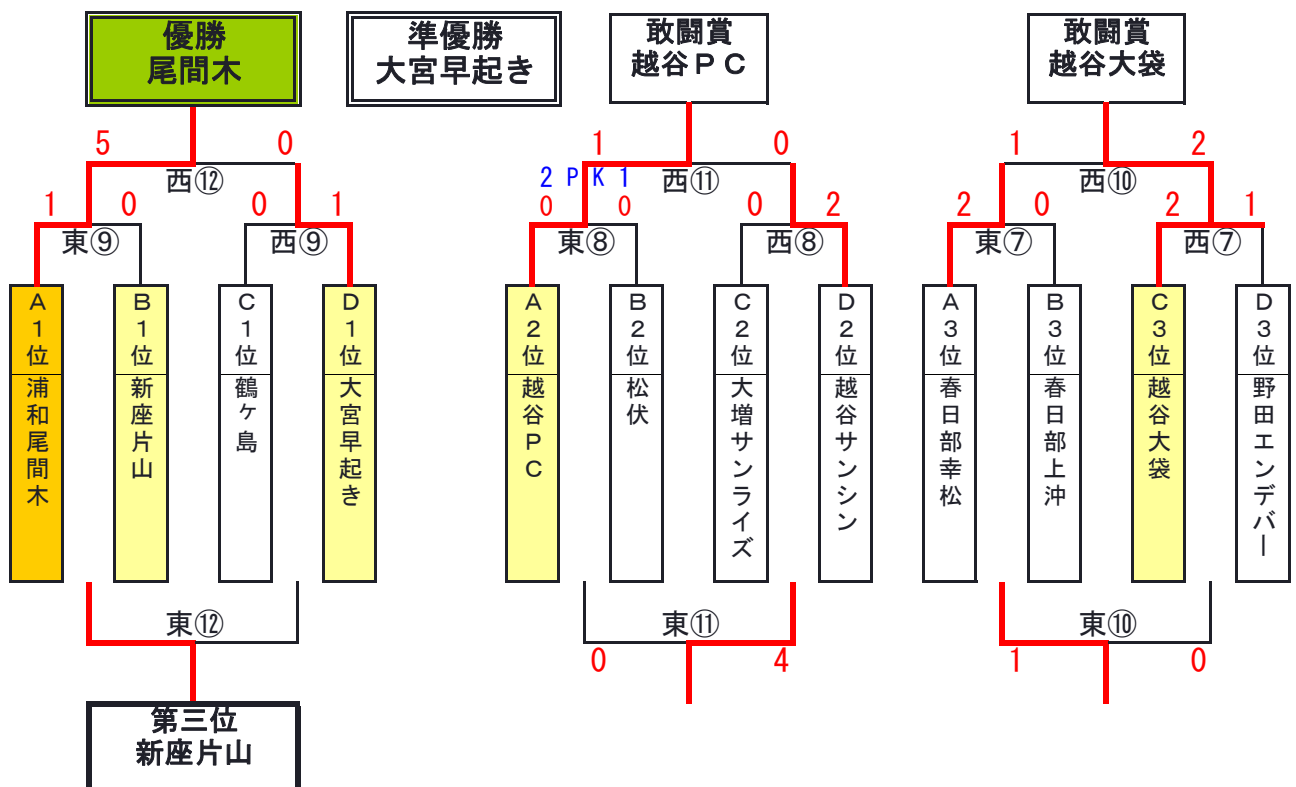 優勝
尾間木
準優勝
大宮早起き
敢闘賞
越谷ＰＣ
敢闘賞
越谷大袋
5 0
西⑫
1 0
東⑨
0 1
西⑨
1 0
西⑪
2 P K 1
0 0
東⑧
0 2
西⑧
1 2
西⑩
2 0
東⑦
2 1
西⑦
A1位
浦和尾間木
B1位
新座片山
C1位
鶴ヶ島
D1位
大宮早起き
A2位
越谷PC
B2位
松伏
C2位
大増サンライズ
D2位
越谷サンシン
A3位
春日部幸松
B3位
春日部上沖
C3位
越谷大袋
D3位
野田エンデバー
東⑫
第三位
新座片山
東⑪
0 4
東⑩
1 0